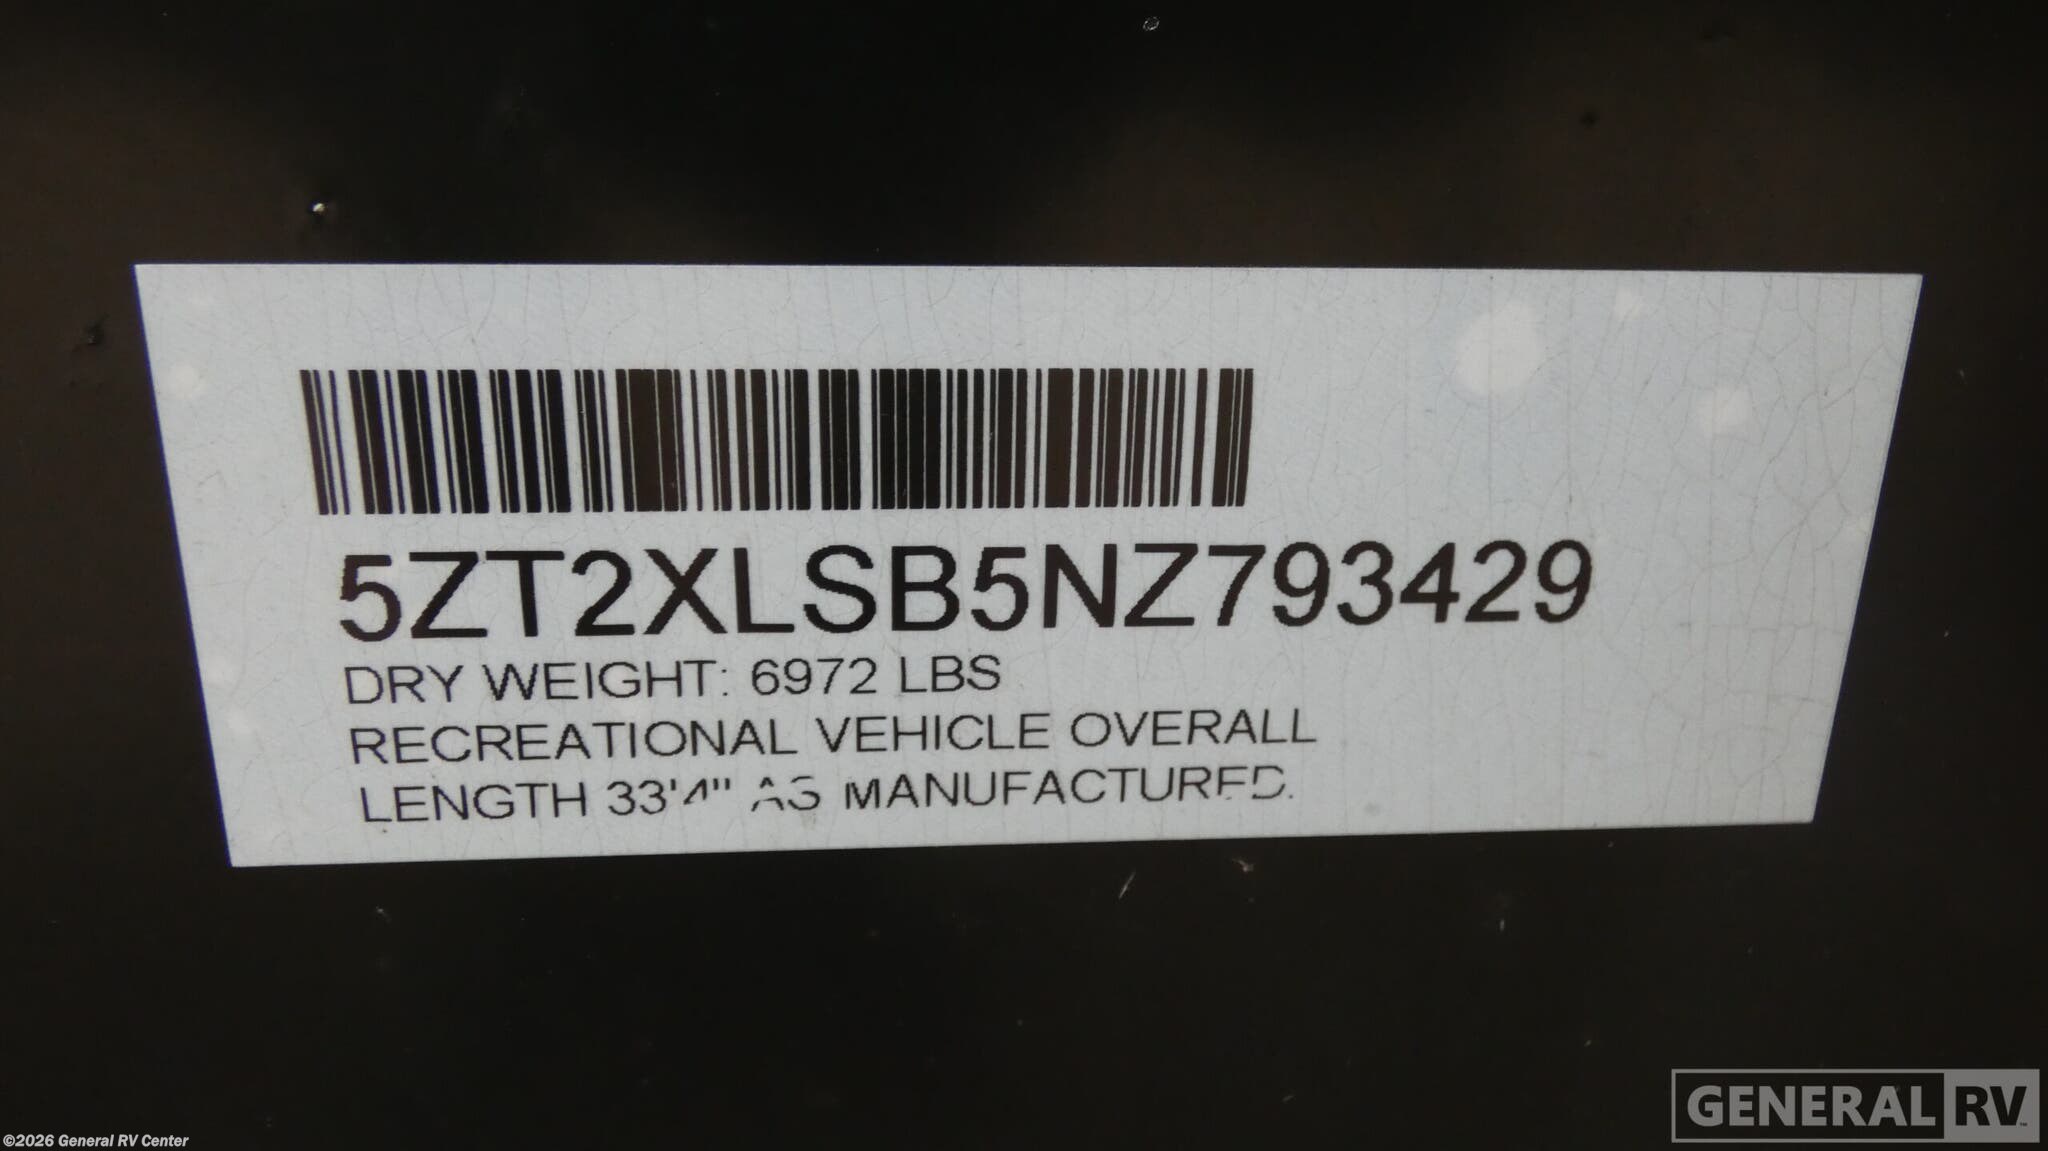 5ZT2XLSB5NZ793429
DRY WEIGHT: 6972 LBS
RECREATIONAL VEHICLE OVERALL
LENGTH 33'4" AS MANUFACTURED.
GENERAL RV
©2026 General RV Center